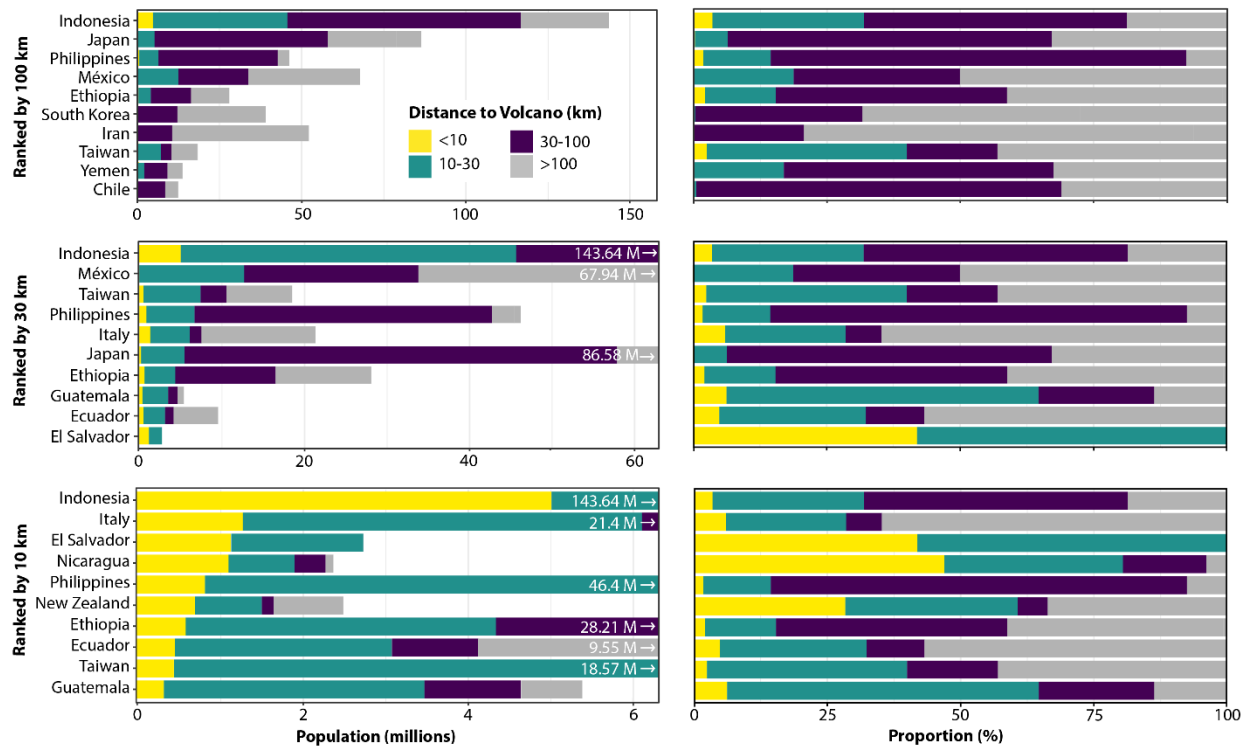 Ranked by 100 km
Indonesia
Japan
Philippines
México
Ethiopia
South Korea
Iran
Taiwan
Yemen
Chile
Distance to Volcano (km)
<10
30-100
10-30
>100
0
50
100
150
Ranked by 30 km
Indonesia
143.64 M→
México
67.94 M→
Taiwan
Philippines
Italy
Japan
86.58 M→
Ethiopia
Guatemala
Ecuador
El Salvador
0
20
40
60
Ranked by 10 km
Indonesia
143.64 M→
Italy
21.4 M→
El Salvador
Nicaragua
Philippines
46.4 M→
New Zealand
Ethiopia
28.21 M→
Ecuador
9.55 M→
Taiwan
18.57 M→
Guatemala
0
2
4
6
Population (millions)
0
25
50
75
100
Proportion (%)